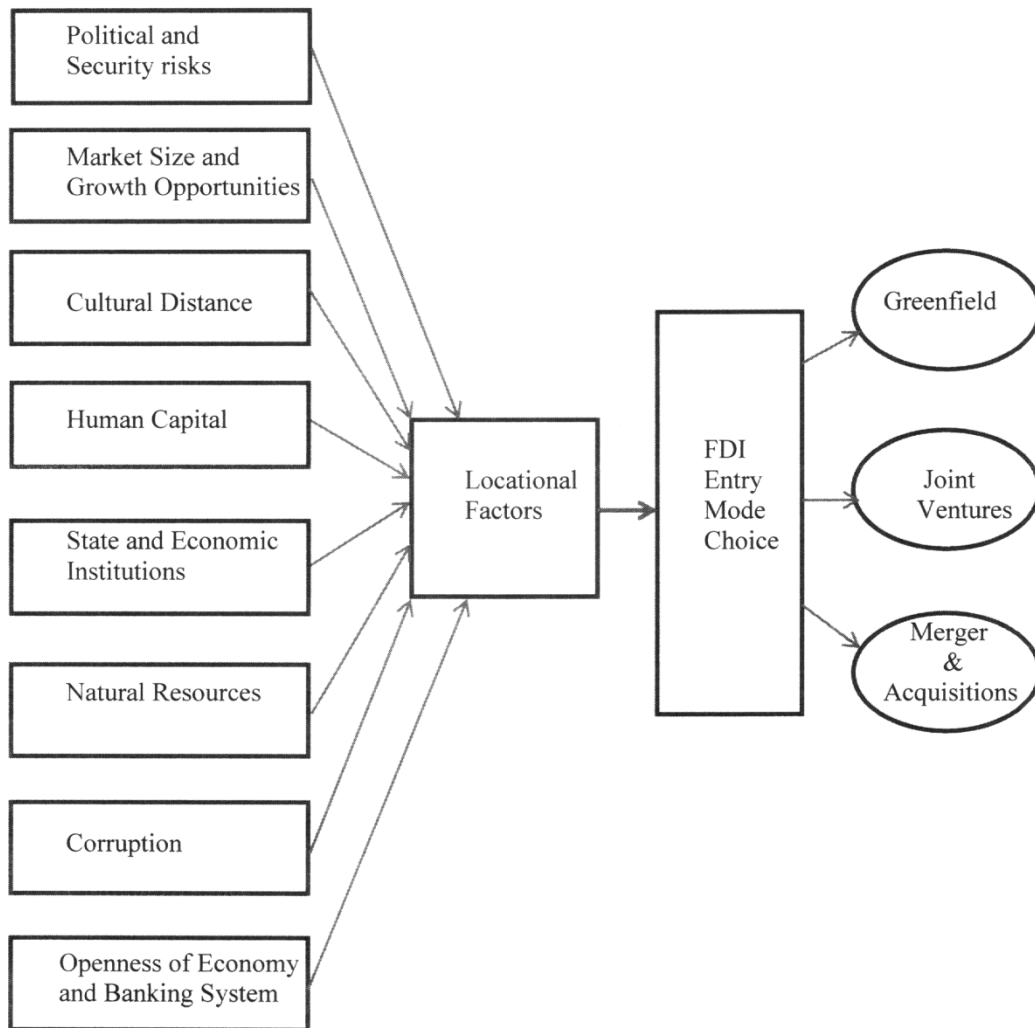 Political and
Security risks
Market Size and
Growth Opportunities
Cultural Distance
Human Capital
State and Economic
Institutions
Natural Resources
Corruption
Openness of Economy
and Banking System
Locational
Factors
FDI
Entry
Mode
Choice
Greenfield
Joint
Ventures
Merger
&
Acquisitions